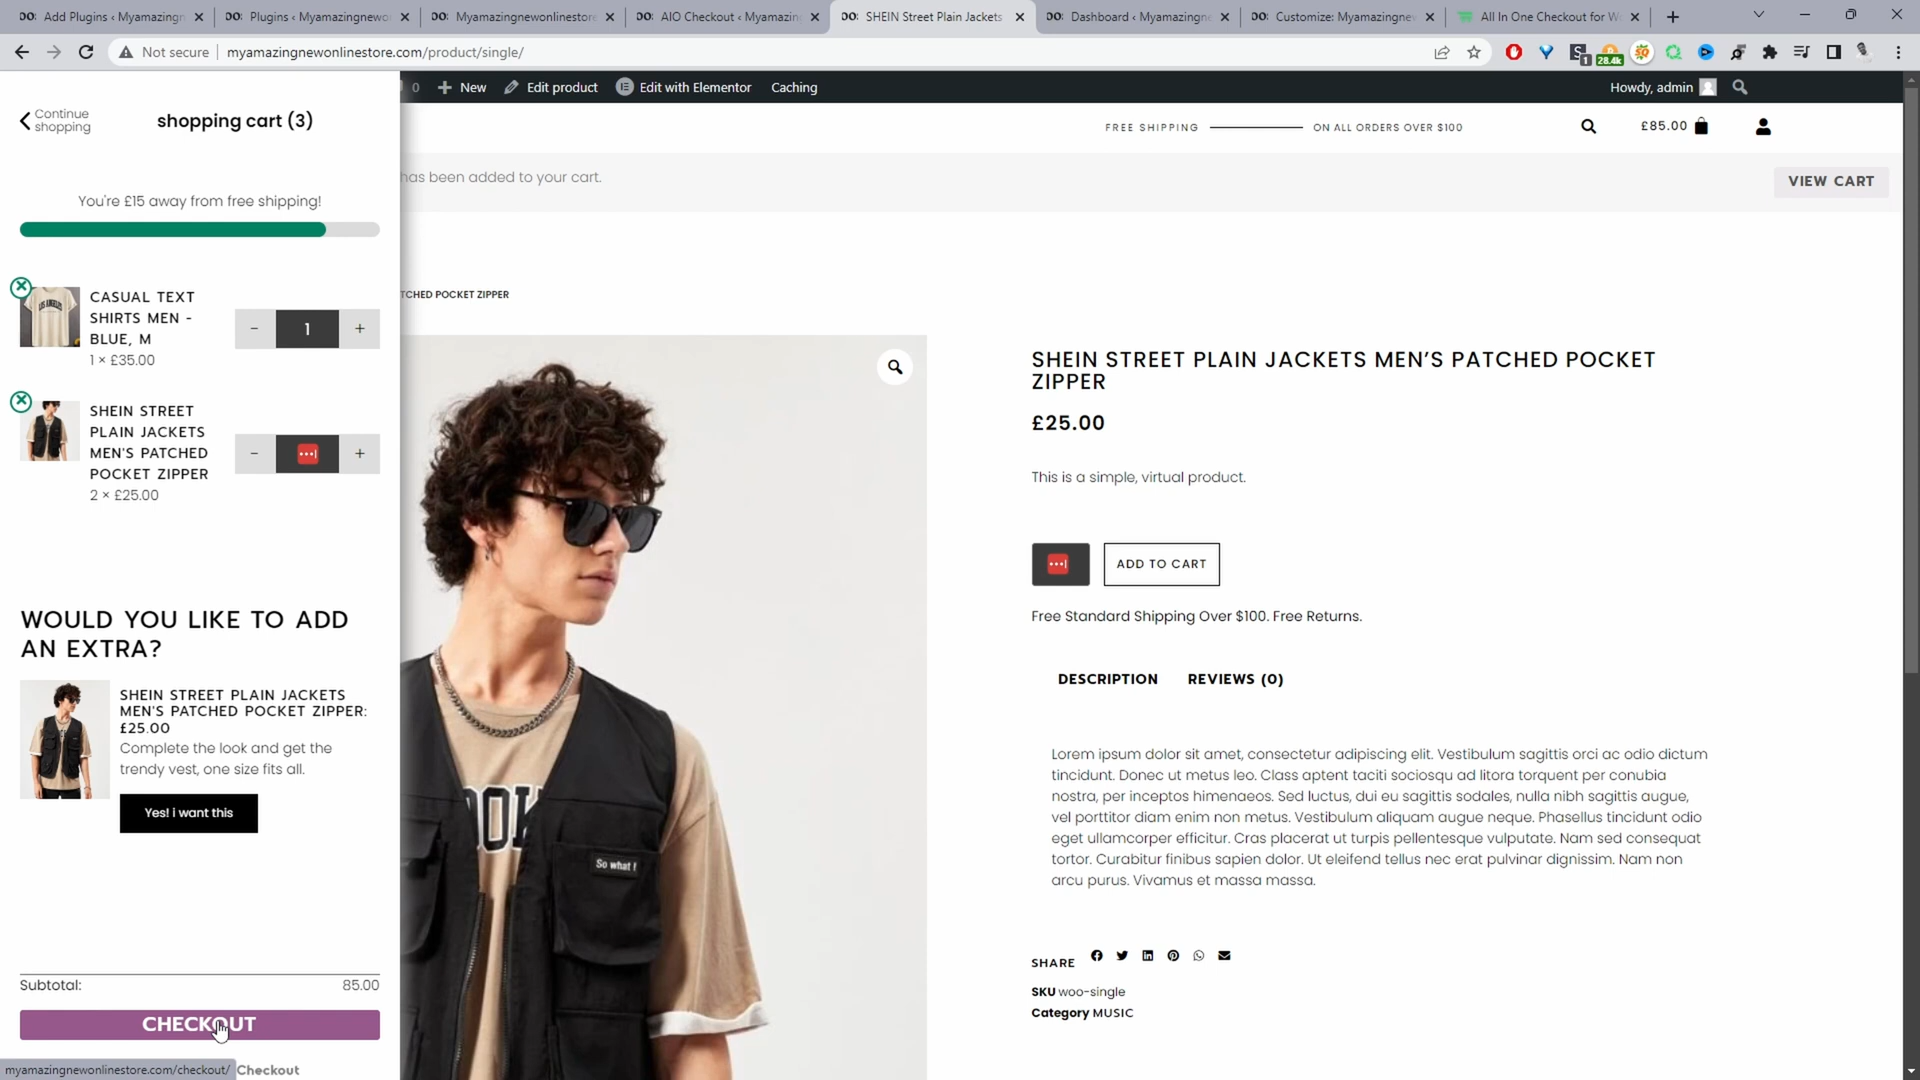 Add Plugins ‹ Myamazingn
Plugins ‹ Myamazingnewo
Myamazingnewonlinestore
AIO Checkout ‹ Myamazing
SHEIN Street Plain Jackets
Dashboard ‹ Myamazingne
Customize: Myamazingne
All In One Checkout for W
Not secure
myamazingnewonlinestore.com/product/single/
1
28.4k
0
New
Edit product
Edit with Elementor
Caching
Howdy, admin
Continue
shopping
shopping cart (3)
FREE SHIPPING
ON ALL ORDERS OVER $100
£85.00
has been added to your cart.
VIEW CART
You're £15 away from free shipping!
CASUAL TEXT
SHIRTS MEN -
BLUE, M
1 × £35.00
1
SHEIN STREET
PLAIN JACKETS
MEN'S PATCHED
POCKET ZIPPER
2 × £25.00
TCHED POCKET ZIPPER
SHEIN STREET PLAIN JACKETS MEN’S PATCHED POCKET
ZIPPER
£25.00
This is a simple, virtual product.
ADD TO CART
Free Standard Shipping Over $100. Free Returns.
DESCRIPTION
REVIEWS (0)
Lorem ipsum dolor sit amet, consectetur adipiscing elit. Vestibulum sagittis orci ac odio dictum
tincidunt. Donec ut metus leo. Class aptent taciti sociosqu ad litora torquent per conubia
nostra, per inceptos himenaeos. Sed luctus, dui eu sagittis sodales, nulla nibh sagittis augue,
vel porttitor diam enim non metus. Vestibulum aliquam augue neque. Phasellus tincidunt odio
eget ullamcorper efficitur. Cras placerat ut turpis pellentesque vulputate. Nam sed consequat
tortor. Curabitur finibus sapien dolor. Ut eleifend tellus nec erat pulvinar dignissim. Nam non
arcu purus. Vivamus et massa massa.
So what !
SHARE
SKU woo-single
Category MUSIC
WOULD YOU LIKE TO ADD
AN EXTRA?
SHEIN STREET PLAIN JACKETS
MEN'S PATCHED POCKET ZIPPER:
£25.00
Complete the look and get the
trendy vest, one size fits all.
Yes! i want this
Subtotal:
85.00
CHECKOUT
myamazingnewonlinestore.com/checkout/
Checkout